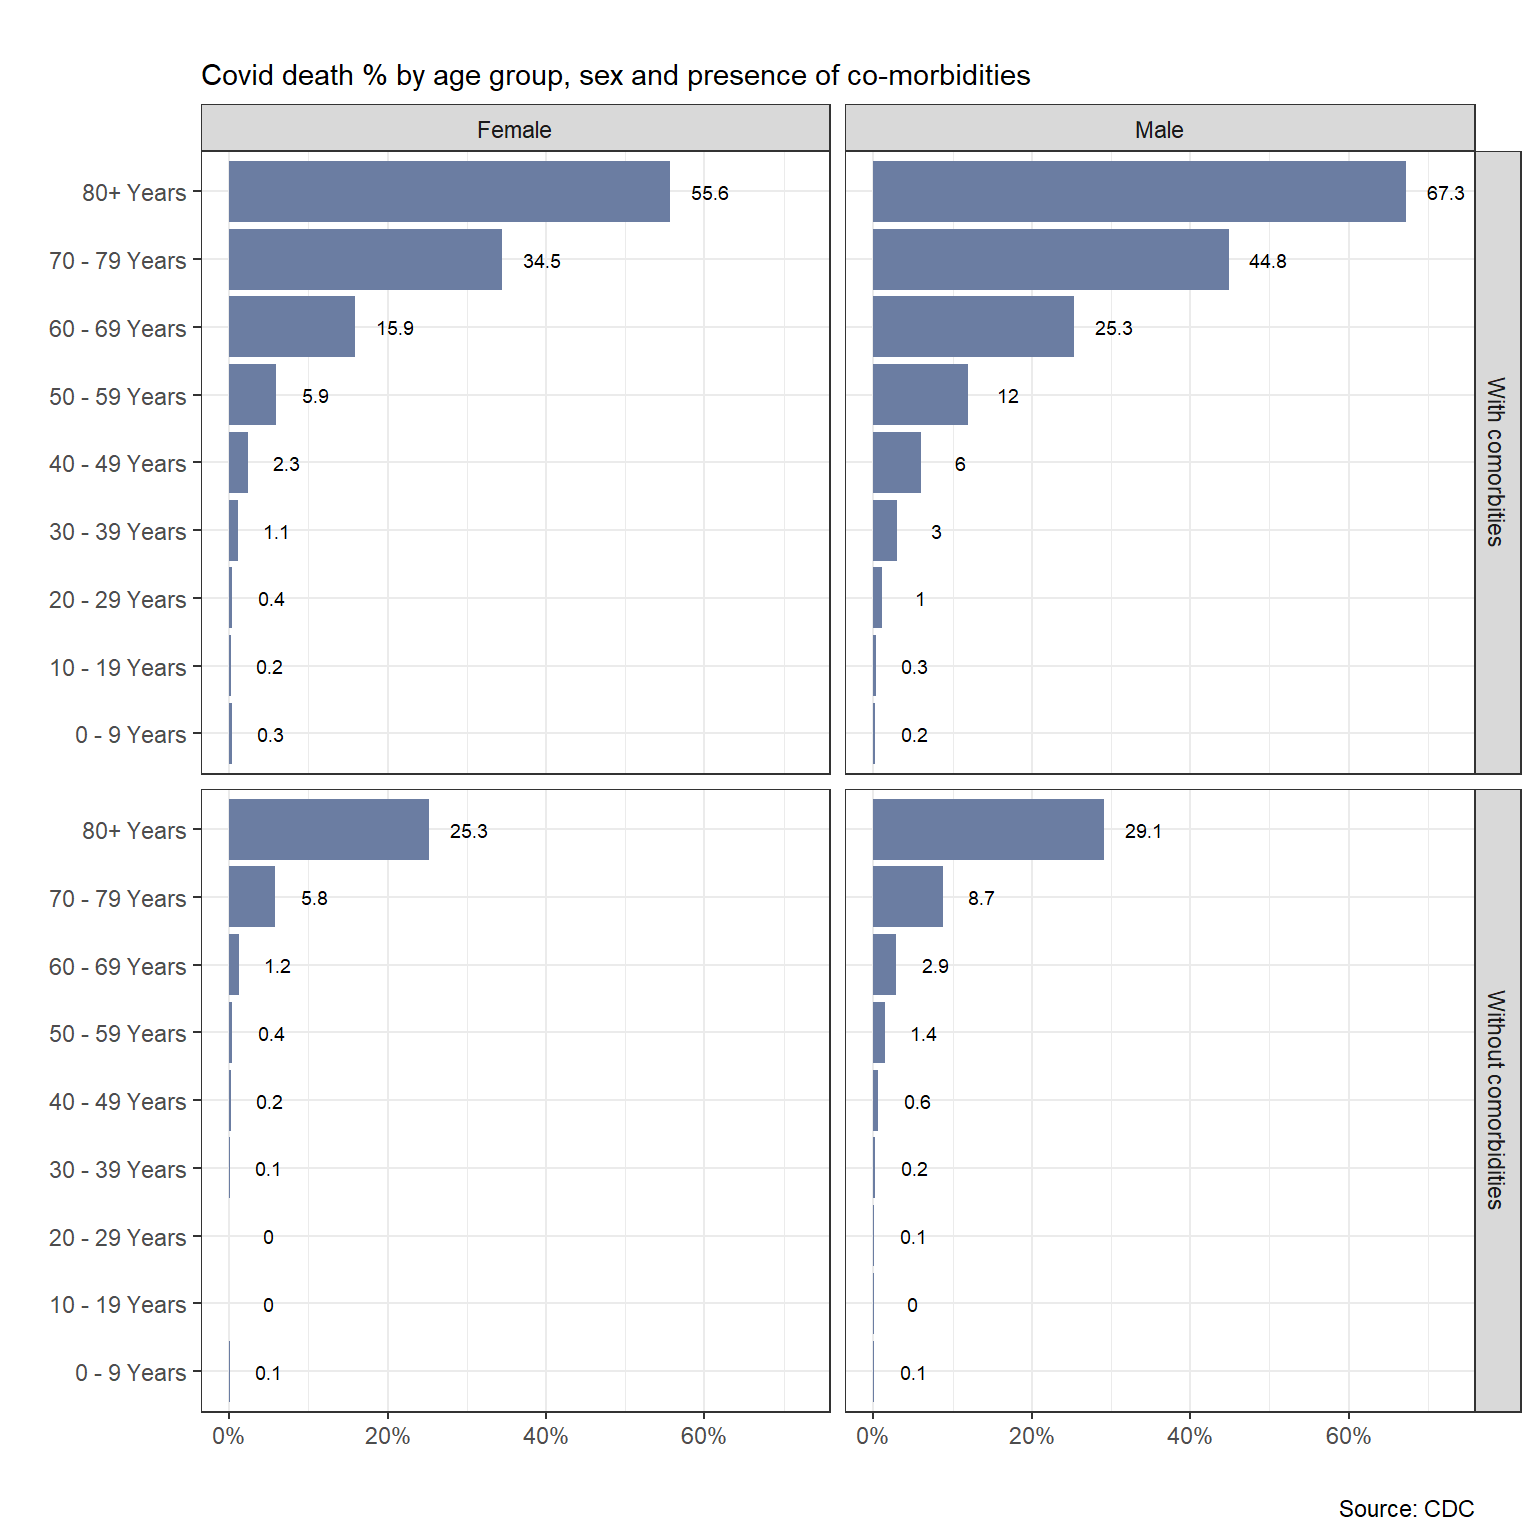 Covid death % by age group, sex and presence of co-morbidities
Female
Male
80+ Years
55.6
67.3
70 - 79 Years
34.5
44.8
60 - 69 Years
15.9
25.3
50 - 59 Years
5.9
12
40 - 49 Years
2.3
6
30 - 39 Years
1.1
3
20 - 29 Years
0.4
1
10 - 19 Years
0.2
0.3
0 - 9 Years
0.3
0.2
With comorbities
80+ Years
25.3
29.1
70 - 79 Years
5.8
8.7
60 - 69 Years
1.2
2.9
50 - 59 Years
0.4
1.4
40 - 49 Years
0.2
0.6
30 - 39 Years
0.1
0.2
20 - 29 Years
0
0.1
10 - 19 Years
0
0
0 - 9 Years
0.1
0.1
Without comorbidities
0%
20%
40%
60%
0%
20%
40%
60%
Source: CDC